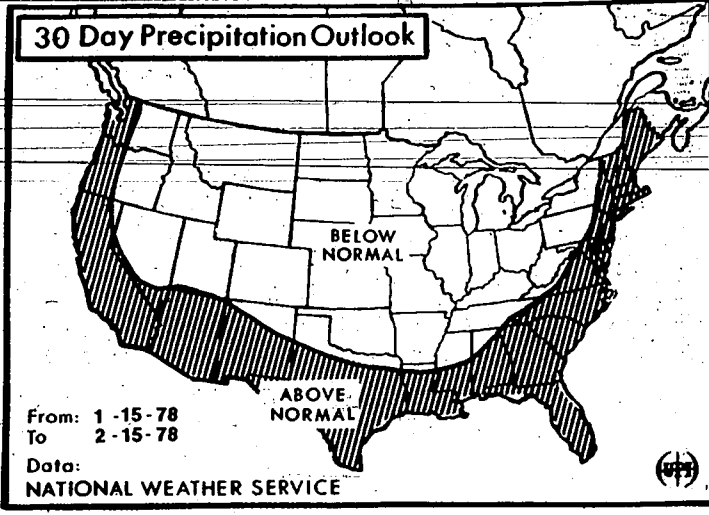 30 Day Precipitation Outlook
BELOW
NORMAL
ABOVE
NORMAL
From: 1-15-78
To 2-15-78
Data:
NATIONAL WEATHER SERVICE
UPI